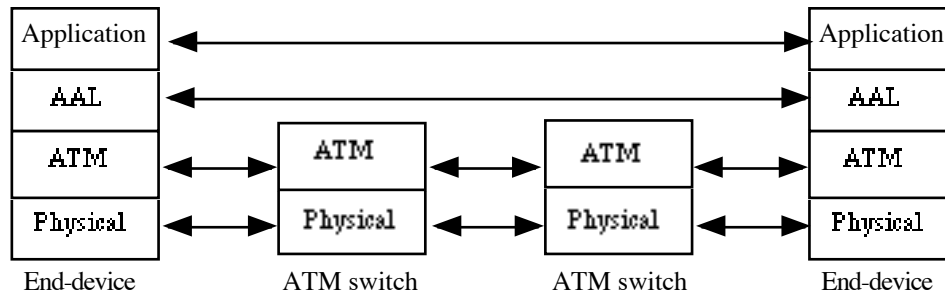 Application Application
AAL AAL
ATM ATM ATM ATM
Physical Physical Physical Physical
End-device ATM switch ATM switch End-device